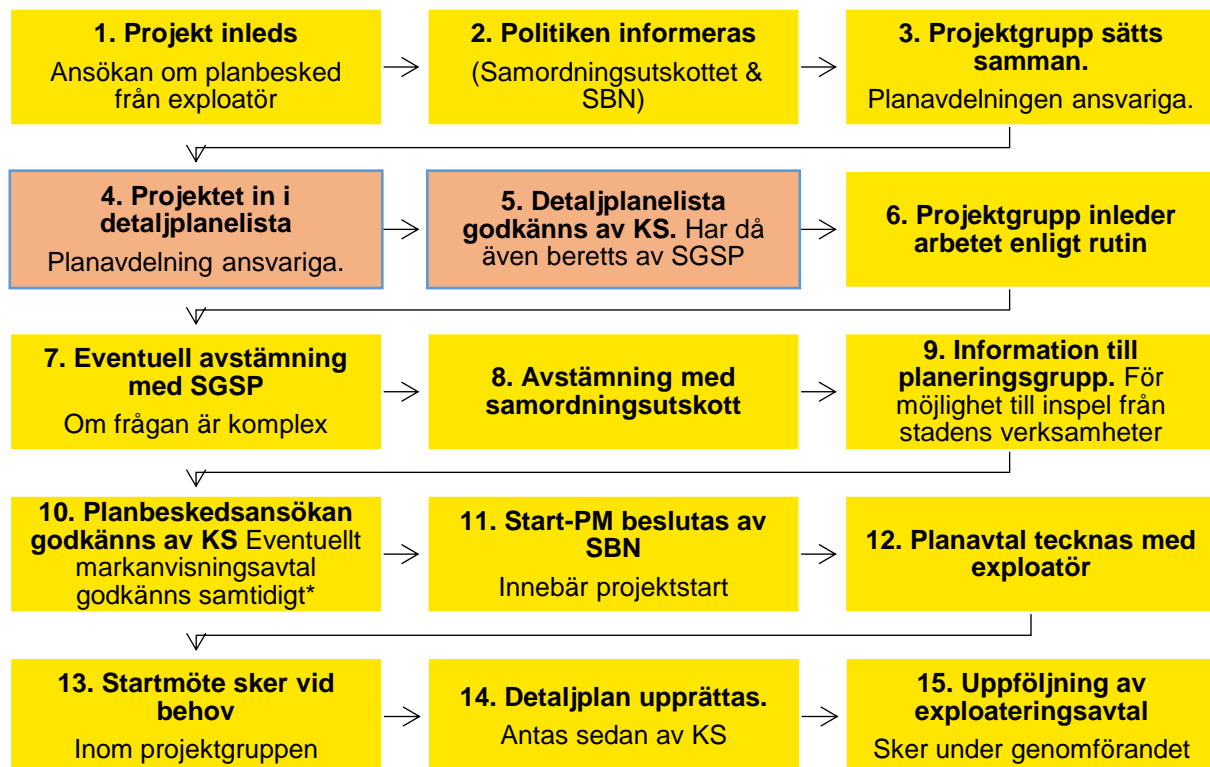 1. Projekt inleds
Ansökan om planbesked
från exploatör
2. Politiken informeras
(Samordningsutskottet &
SBN)
3. Projektgrupp sätts
samman.
Planavdelningen ansvariga.
4. Projektet in i
detaljplanelista
Planavdelning ansvariga.
5. Detaljplanelista
godkänns av KS. Har då
även beretts av SGSP
6. Projektgrupp inleder
arbetet enligt rutin
7. Eventuell avstämning
med SGSP
Om frågan är komplex
8. Avstämning med
samordningsutskott
9. Information till
planeringsgrupp. För
möjlighet till inspel från
stadens verksamheter
10. Planbeskedsansökan
godkänns av KS Eventuellt
markanvisningsavtal
godkänns samtidigt*
11. Start-PM beslutas av
SBN
Innebär projektstart
12. Planavtal tecknas med
exploatör
13. Startmöte sker vid
behov
Inom projektgruppen
14. Detaljplan upprättas.
Antas sedan av KS
15. Uppföljning av
exploateringsavtal
Sker under genomförandet